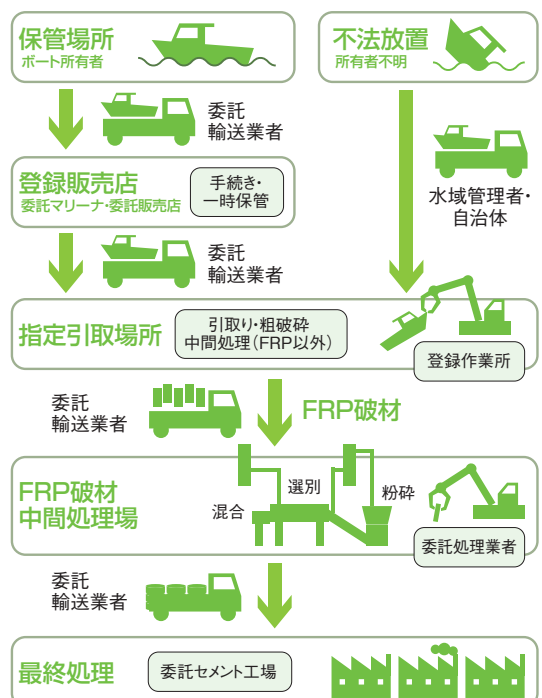 保管場所
ボート所有者
不法放置
所有者不明
委託
輸送業者
水域管理者・
自治体
登録販売店
委託マリーナ・委託販売店
手続き・
一時保管
委託
輸送業者
指定引取場所
引取り・粗破砕
中間処理（FRP以外）
登録作業所
委託
輸送業者
FRP破材
FRP破材
中間処理場
混合
選別
粉砕
委託処理業者
委託
輸送業者
最終処理
委託セメント工場